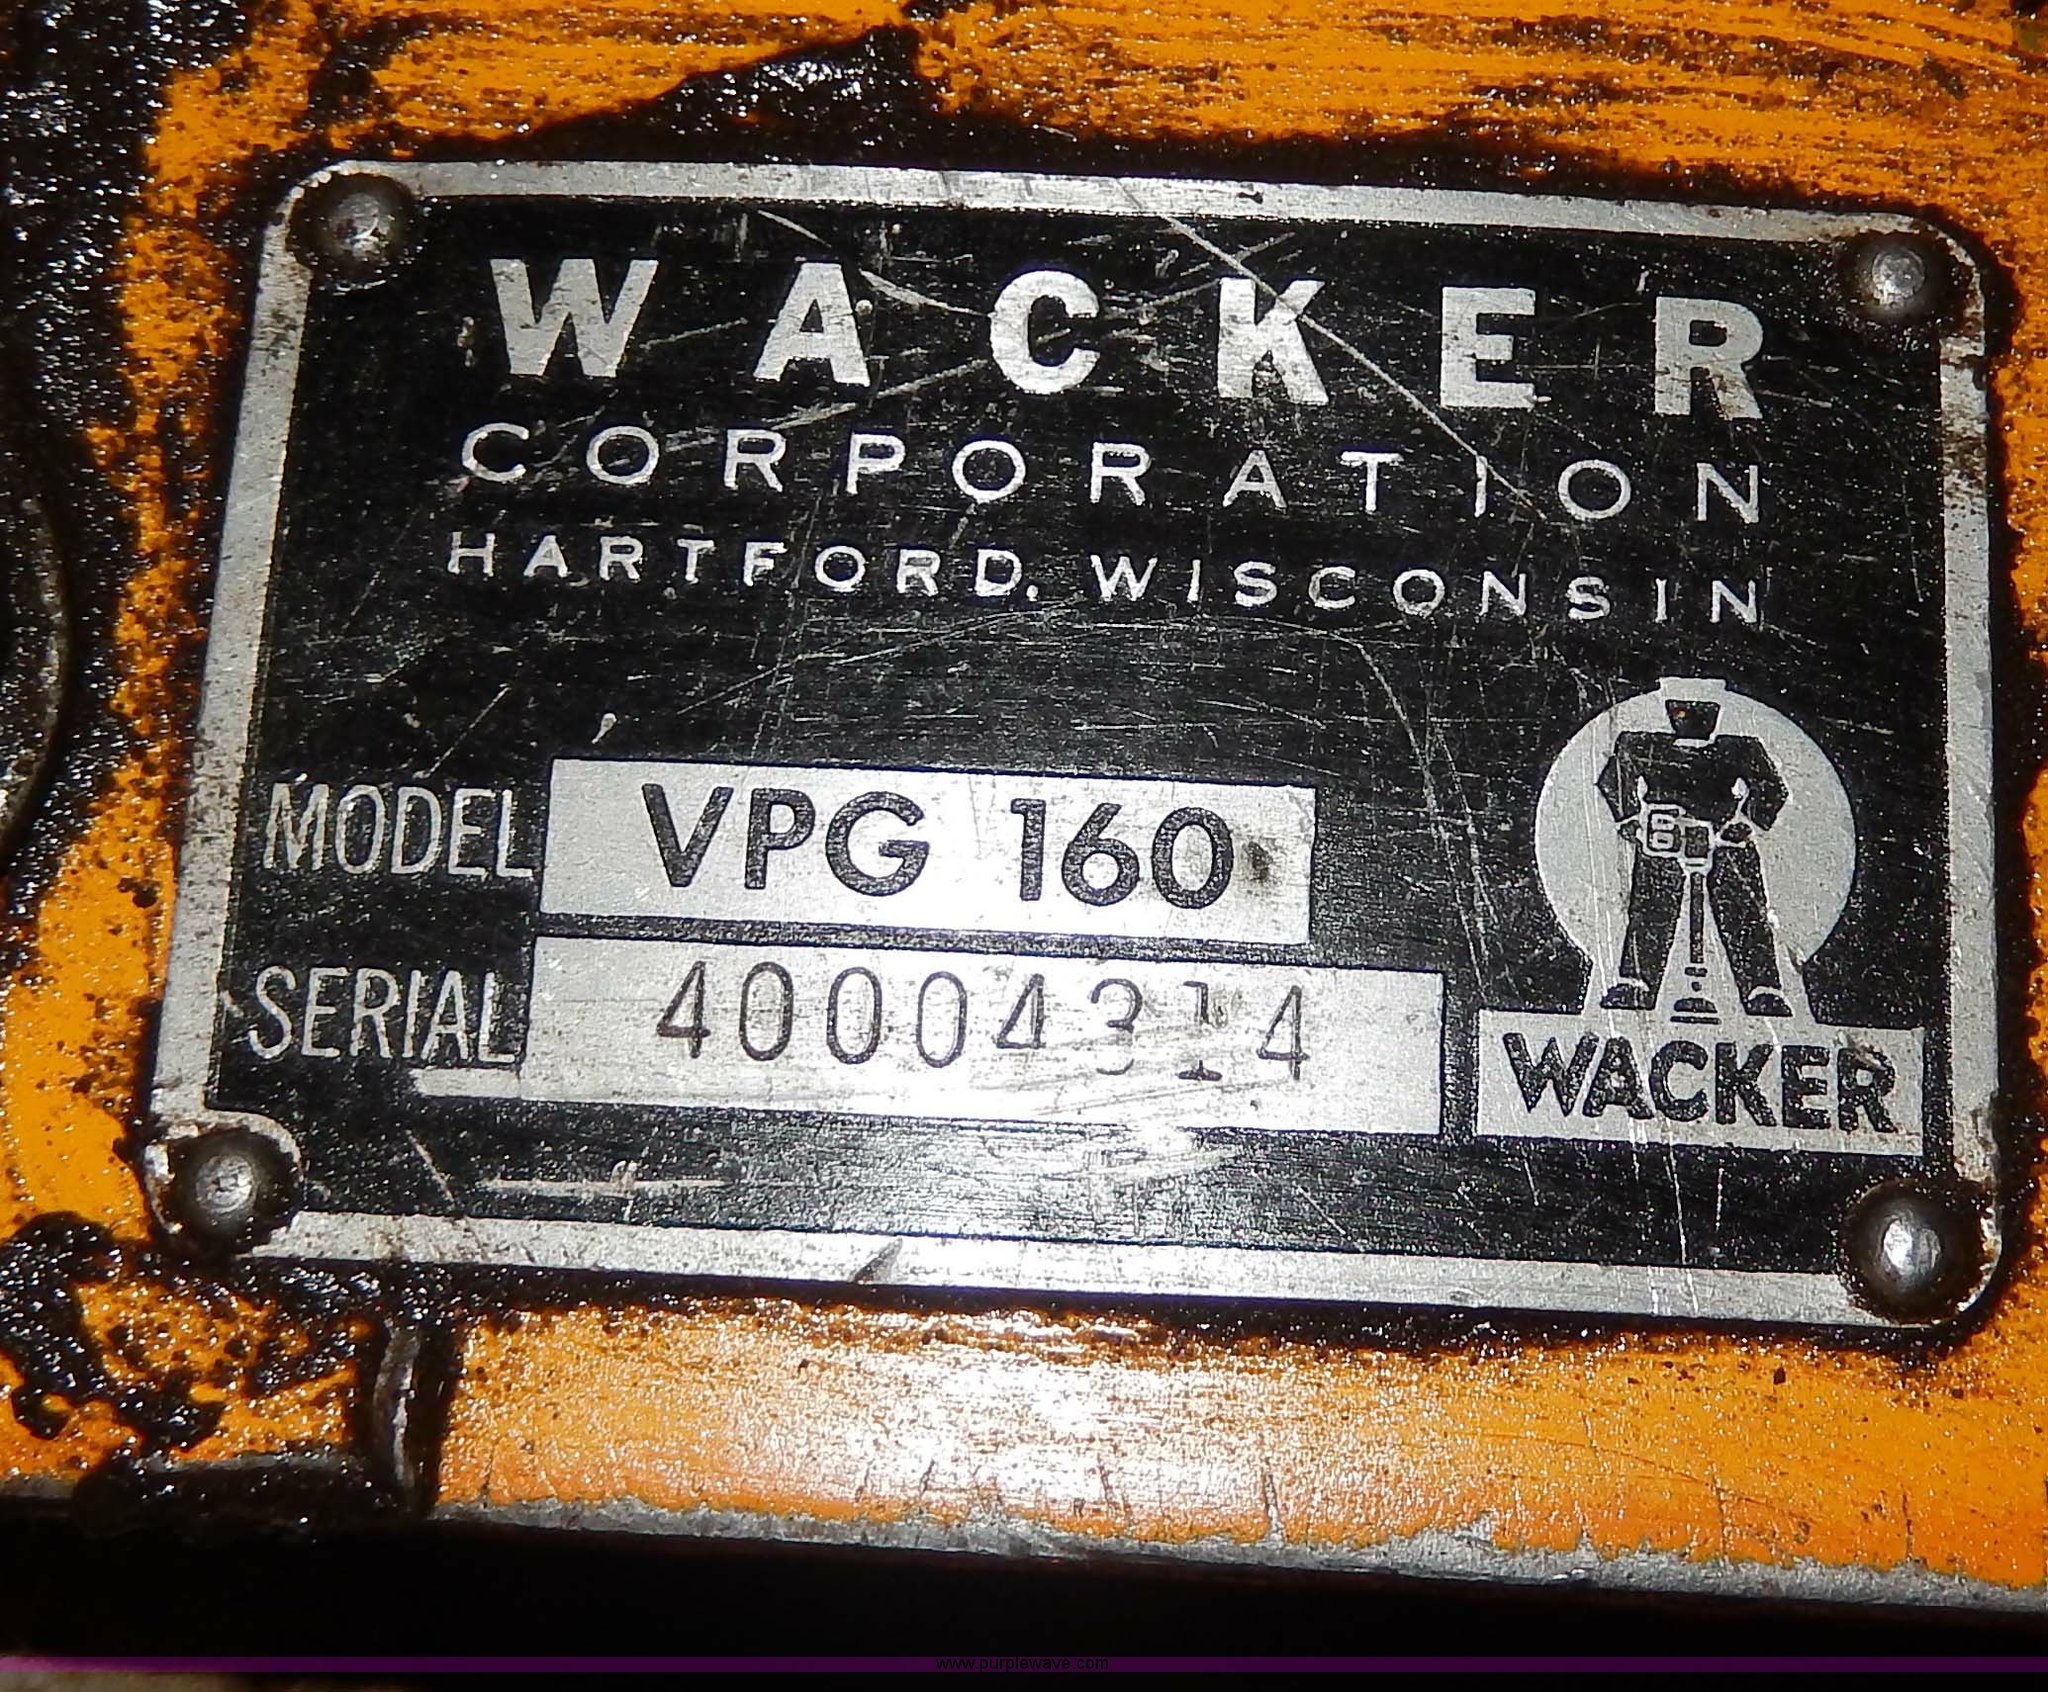 WACKER
CORPORATION
HARTFORD, WISCONSIN
MODEL VPG 160
SERIAL 40004314
WACKER
www.purplewave.com